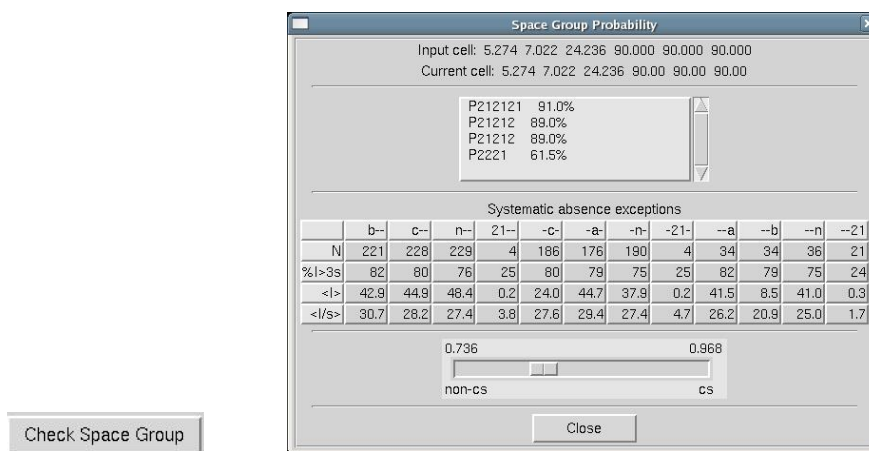 Space Group Probability
Input cell: 5.274 7.022 24.236 90.000 90.000 90.000
Current cell: 5.274 7.022 24.236 90.00 90.00 90.00
P212121 91.0%
P21212 89.0%
P21212 89.0%
P2221 61.5%
Systematic absence exceptions
b-- c-- n-- 21-- -c- -a- -n- -21- --a --b --n --21
N 221 228 229 4 186 176 190 4 34 34 36 21
%I>3s 82 80 76 25 80 79 75 25 82 79 75 24
<I> 42.9 44.9 48.4 0.2 24.0 44.7 37.9 0.2 41.5 8.5 41.0 0.3
<I/s> 30.7 28.2 27.4 3.8 27.6 29.4 27.4 4.7 26.2 20.9 25.0 1.7
0.736 0.968
non-cs cs
Close
Check Space Group